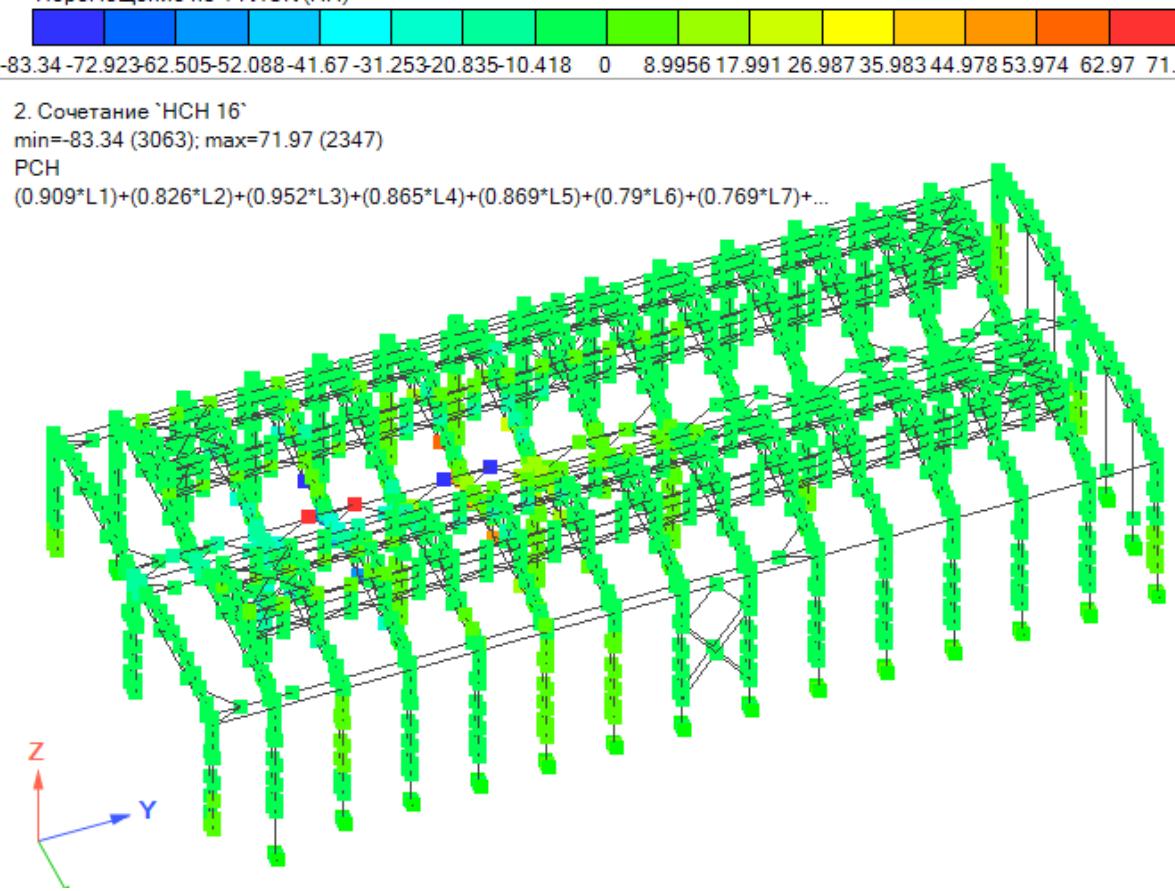 -83.34 -72.923 -62.505 -52.088 -41.67 -31.253 -20.835 -10.418 0 8.9956 17.991 26.987 35.983 44.978 53.974 62.97 71.
2. Сочетание `НСН 16`
min=-83.34 (3063); max=71.97 (2347)
РСН
(0.909*L1)+(0.826*L2)+(0.952*L3)+(0.865*L4)+(0.869*L5)+(0.79*L6)+(0.769*L7)+...
Z
Y